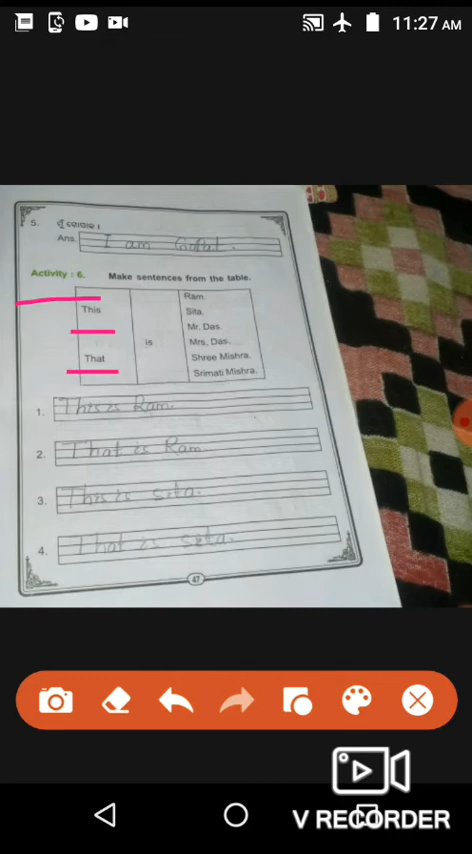 11:27 AM
5. ମୁଁ ଗୋପାଳ ।
Ans. I am Gopal.
Activity : 6. Make sentences from the table.
Ram.
This Sita.
Mr. Das.
is Mrs. Das.
That Shree Mishra.
Srimati Mishra.
1. This is Ram.
2. That is Ram.
3. This is sita.
4. That is sita.
47
V RECORDER